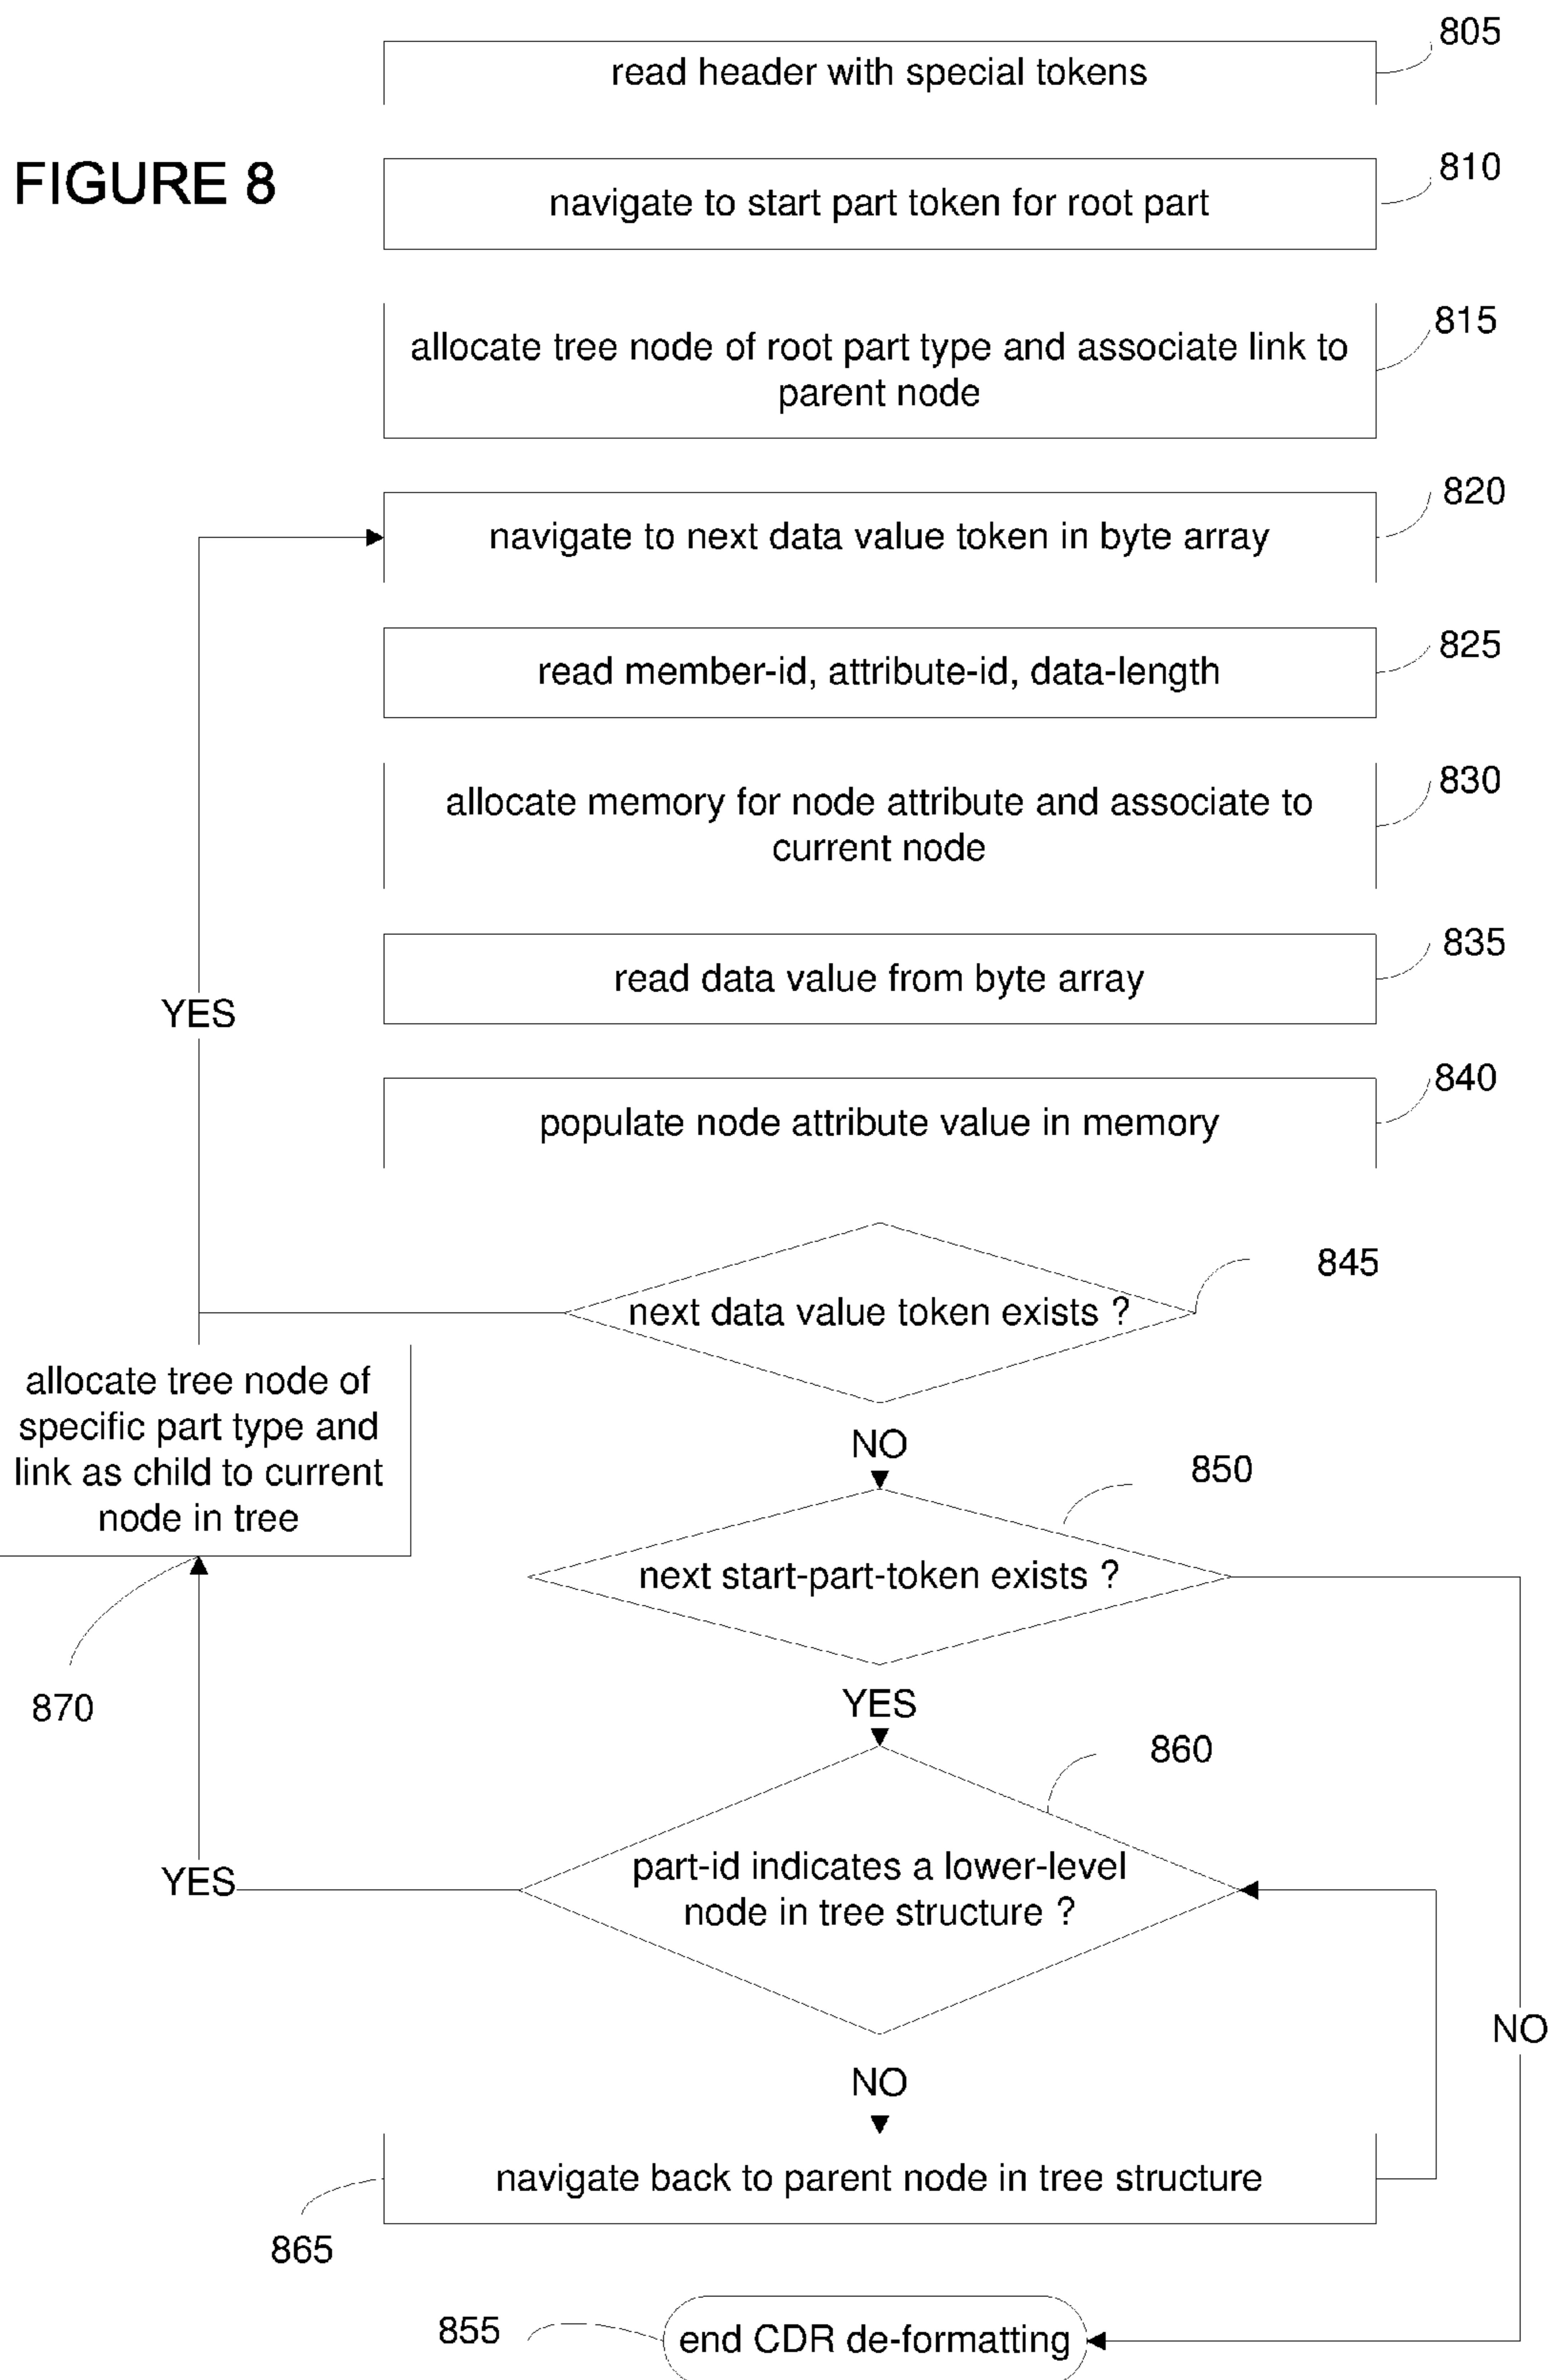 805
read header with special tokens
FIGURE 8
810
navigate to start part token for root part
815
allocate tree node of root part type and associate link to
parent node
820
navigate to next data value token in byte array
825
read member-id, attribute-id, data-length
830
allocate memory for node attribute and associate to
current node
835
read data value from byte array
YES
840
populate node attribute value in memory
845
next data value token exists ?
allocate tree node of
specific part type and
link as child to current
node in tree
NO
850
next start-part-token exists ?
870
YES
860
part-id indicates a lower-level
node in tree structure ?
YES
NO
NO
navigate back to parent node in tree structure
865
855
end CDR de-formatting